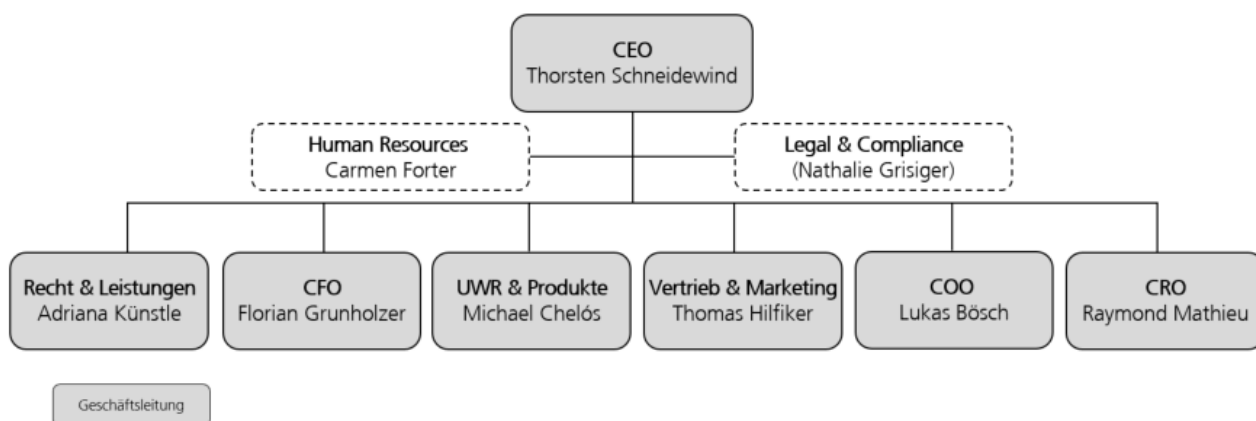 CEO
Thorsten Schneidewind
Human Resources
Carmen Forter
Legal & Compliance
(Nathalie Grisiger)
Recht & Leistungen
Adriana Künstle
CFO
Florian Grunholzer
UWR & Produkte
Michael Chelós
Vertrieb & Marketing
Thomas Hilfiker
COO
Lukas Bösch
CRO
Raymond Mathieu
Geschäftsleitung